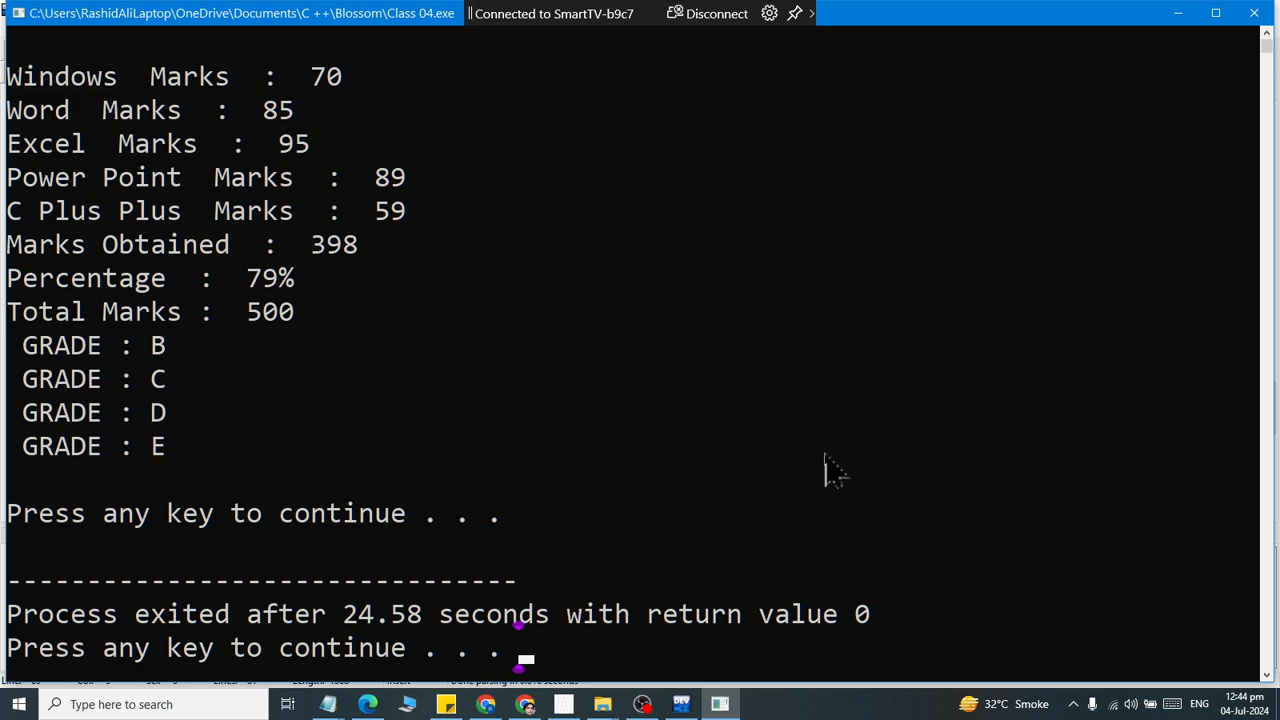 C:\Users\RashidAliLaptop\OneDrive\Documents\C ++\Blossom\Class 04.exe
Connected to SmartTV-b9c7 Disconnect
Windows Marks : 70
Word Marks : 85
Excel Marks : 95
Power Point Marks : 89
C Plus Plus Marks : 59
Marks Obtained : 398
Percentage : 79%
Total Marks : 500
GRADE : B
GRADE : C
GRADE : D
GRADE : E
Press any key to continue . . .
--------------------------------
Process exited after 24.58 seconds with return value 0
Press any key to continue . . .
Type here to search
DEV
32°C Smoke
ENG
12:44 pm
04-Jul-2024